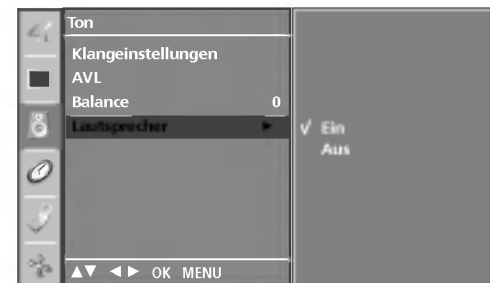 Ton
Klangeinstellungen
AVL
Balance 0
Lautsprecher ►
√ Ein
Aus
▲▼ ◄► OK MENU